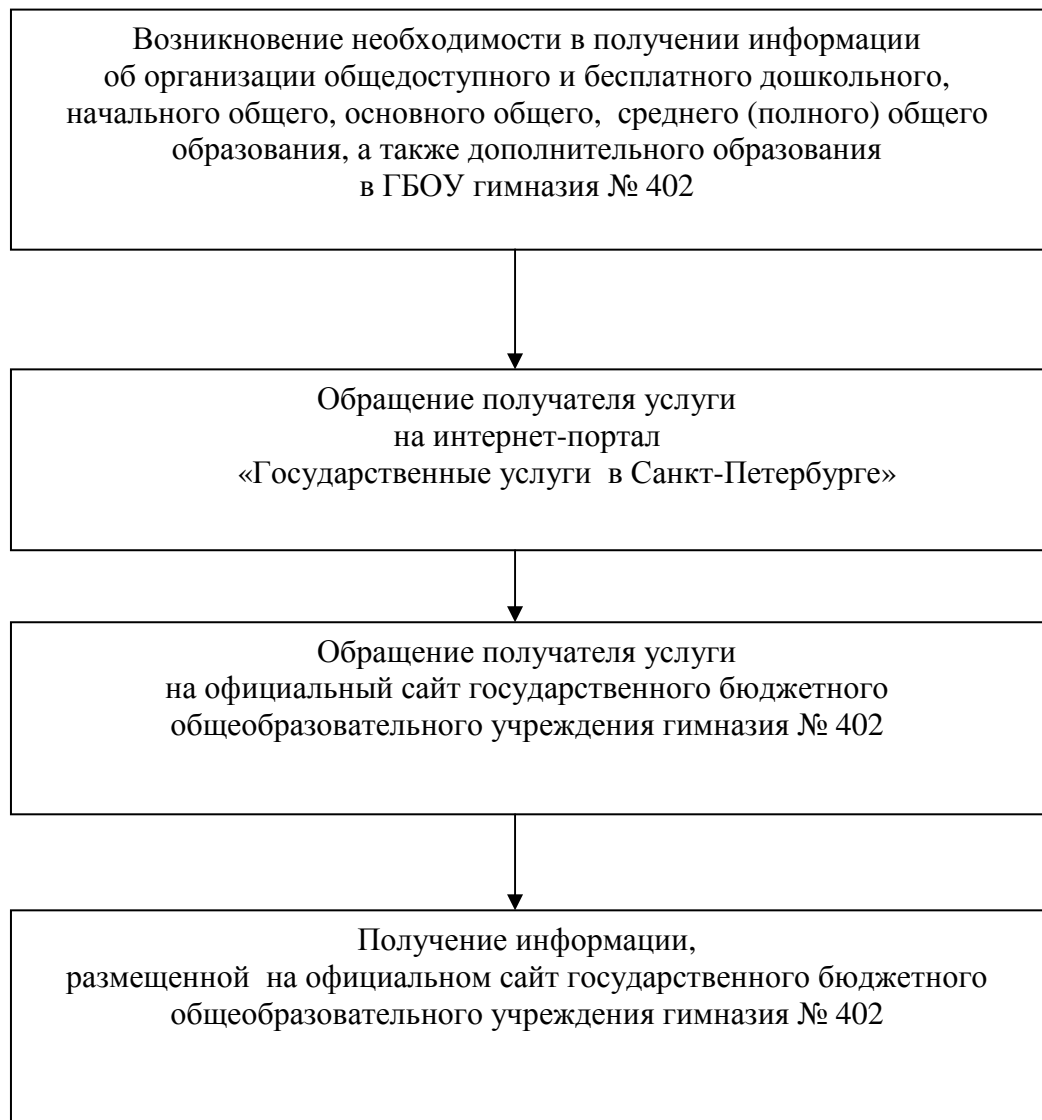 Возникновение необходимости в получении информации
об организации общедоступного и бесплатного дошкольного,
начального общего, основного общего, среднего (полного) общего
образования, а также дополнительного образования
в ГБОУ гимназия № 402
Обращение получателя услуги
на интернет-портал
«Государственные услуги в Санкт-Петербурге»
Обращение получателя услуги
на официальный сайт государственного бюджетного
общеобразовательного учреждения гимназия № 402
Получение информации,
размещенной на официальном сайт государственного бюджетного
общеобразовательного учреждения гимназия № 402